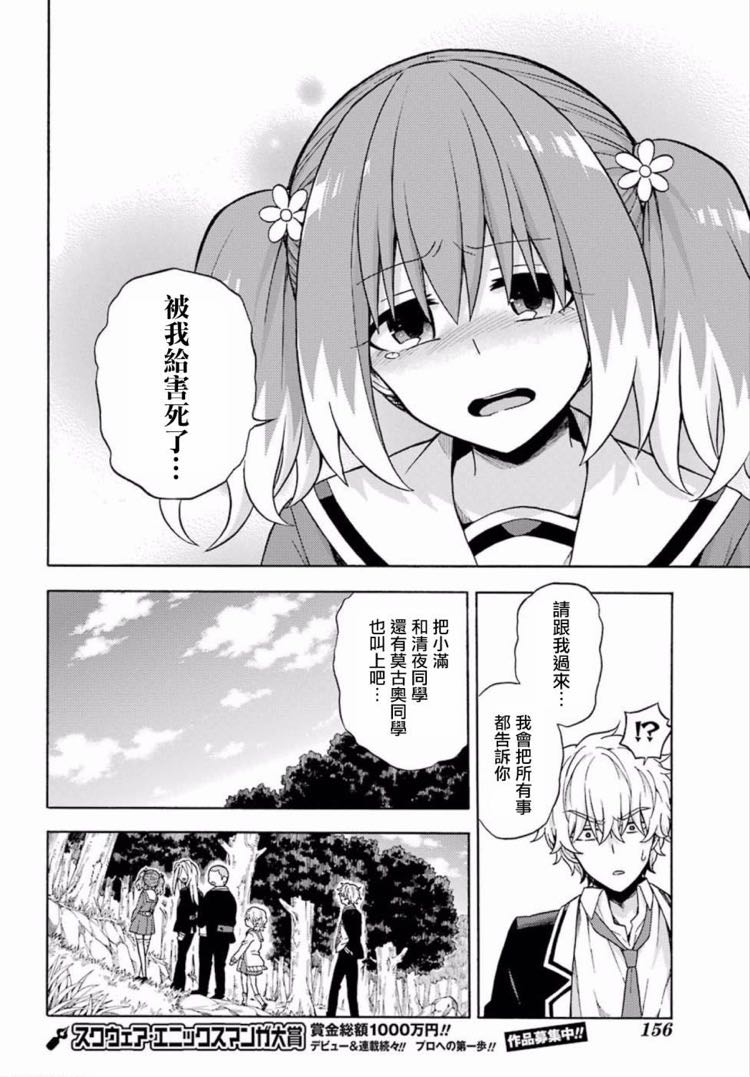 被我給害死了…
請跟我過來…
我會把所有事
都告訴你
!?
把小滿
和清夜同學
還有莫古奧同學
也叫上吧…
スクウェア・エニックスマンガ大賞
賞金総額1000万円!!
デビュー&連載続々!! プロへの第一歩!!
作品募集中!!
156